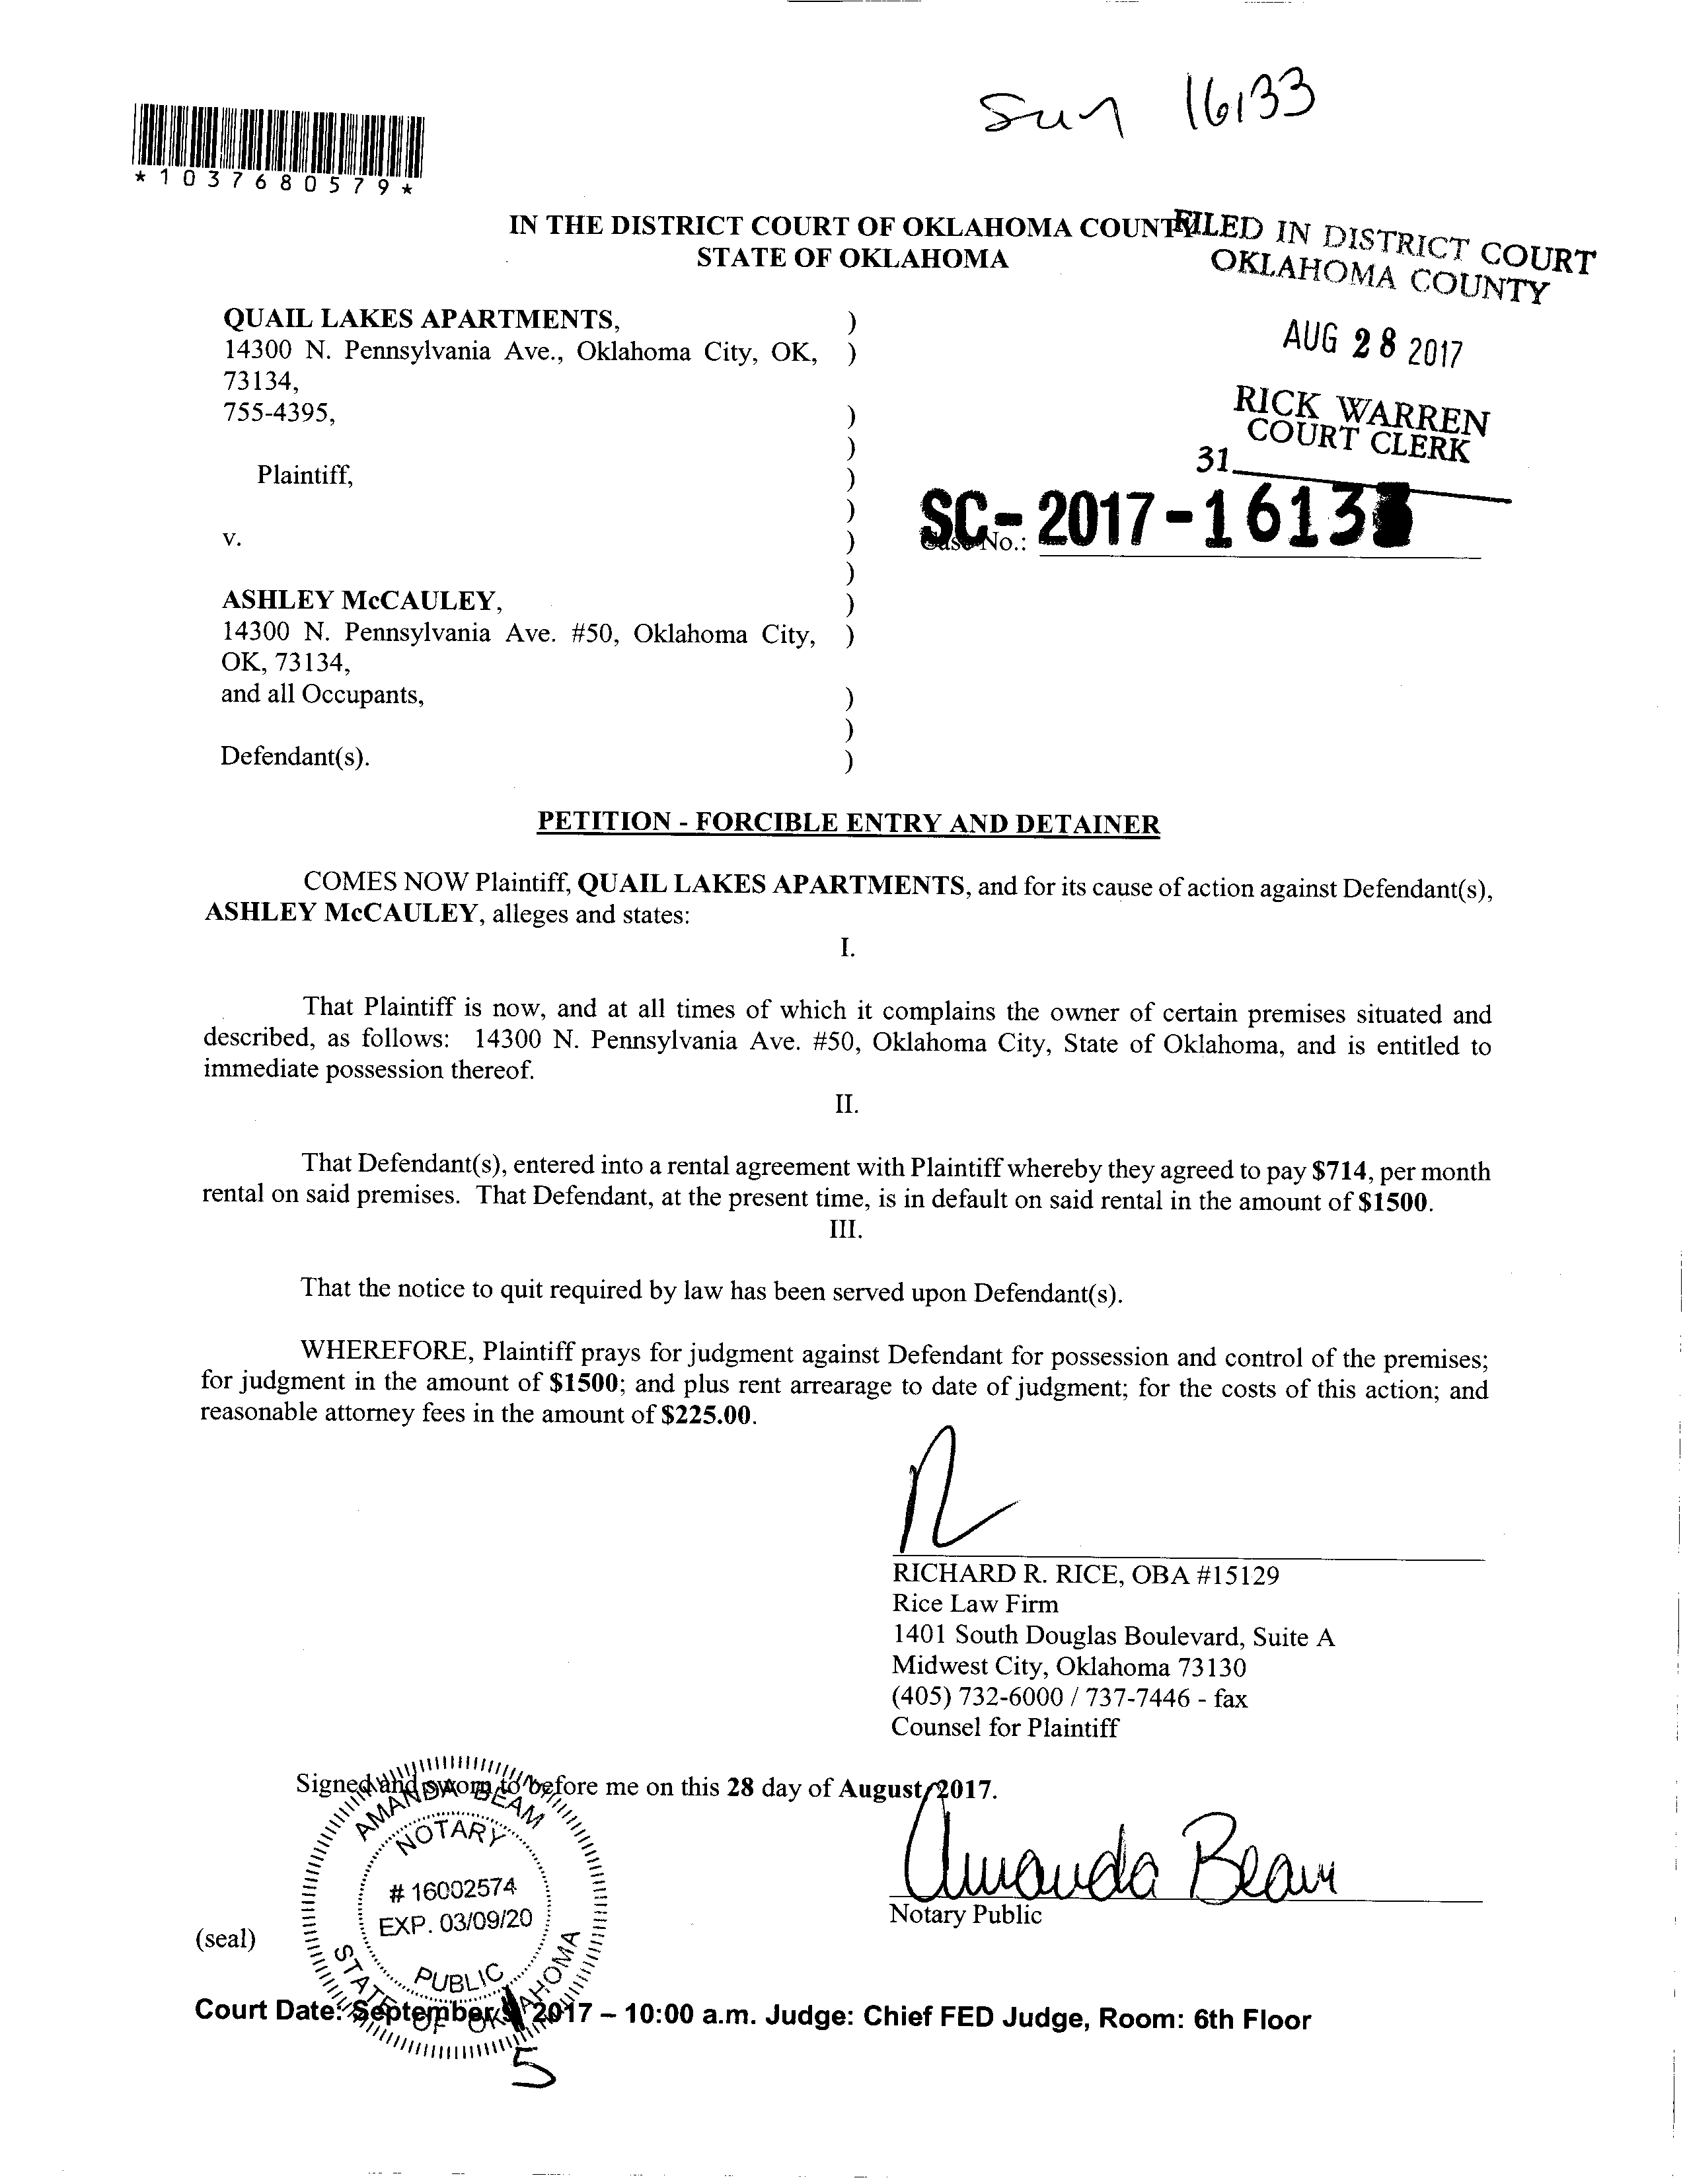 Sum 16133
*1037680579*
IN THE DISTRICT COURT OF OKLAHOMA COUNTY
STATE OF OKLAHOMA
FILED IN DISTRICT COURT
OKLAHOMA COUNTY
AUG 28 2017
RICK WARREN
COURT CLERK
31
SC- 2017-16133
Case No.:
QUAIL LAKES APARTMENTS, )
14300 N. Pennsylvania Ave., Oklahoma City, OK, )
73134,
755-4395, )
)
Plaintiff, )
)
v. )
)
ASHLEY McCAULEY, )
14300 N. Pennsylvania Ave. #50, Oklahoma City, )
OK, 73134,
and all Occupants, )
)
Defendant(s). )
PETITION - FORCIBLE ENTRY AND DETAINER
COMES NOW Plaintiff, QUAIL LAKES APARTMENTS, and for its cause of action against Defendant(s),
ASHLEY McCAULEY, alleges and states:
I.
That Plaintiff is now, and at all times of which it complains the owner of certain premises situated and
described, as follows: 14300 N. Pennsylvania Ave. #50, Oklahoma City, State of Oklahoma, and is entitled to
immediate possession thereof.
II.
That Defendant(s), entered into a rental agreement with Plaintiff whereby they agreed to pay $714, per month
rental on said premises. That Defendant, at the present time, is in default on said rental in the amount of $1500.
III.
That the notice to quit required by law has been served upon Defendant(s).
WHEREFORE, Plaintiff prays for judgment against Defendant for possession and control of the premises;
for judgment in the amount of $1500; and plus rent arrearage to date of judgment; for the costs of this action; and
reasonable attorney fees in the amount of $225.00.
RICHARD R. RICE, OBA #15129
Rice Law Firm
1401 South Douglas Boulevard, Suite A
Midwest City, Oklahoma 73130
(405) 732-6000 / 737-7446 - fax
Counsel for Plaintiff
Signed and sworn to before me on this 28 day of August, 2017.
AMANDA BEAM
NOTARY
# 16002574
EXP. 03/09/20
PUBLIC
STATE OF OKLAHOMA
Amanda Beam
Notary Public
(seal)
Court Date: September 2017 – 10:00 a.m. Judge: Chief FED Judge, Room: 6th Floor
5